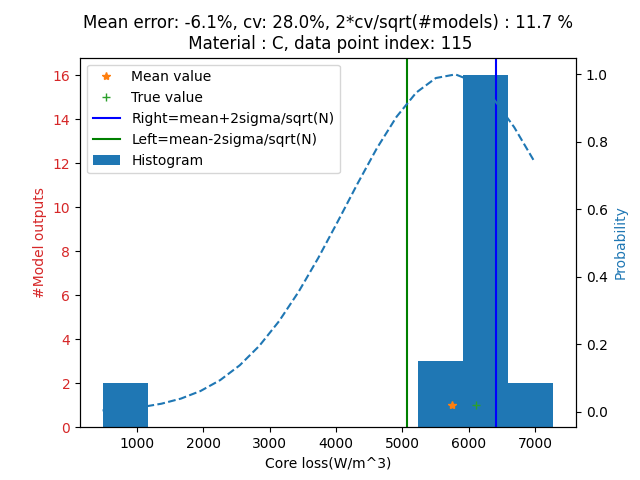 Mean error: -6.1%, cv: 28.0%, 2*cv/sqrt(#models) : 11.7 %
Material : C, data point index: 115
Mean value
True value
Right=mean+2sigma/sqrt(N)
Left=mean-2sigma/sqrt(N)
Histogram
16
14
12
10
8
6
4
2
0
#Model outputs
1.0
0.8
0.6
0.4
0.2
0.0
Probability
1000 2000 3000 4000 5000 6000 7000
Core loss(W/m^3)